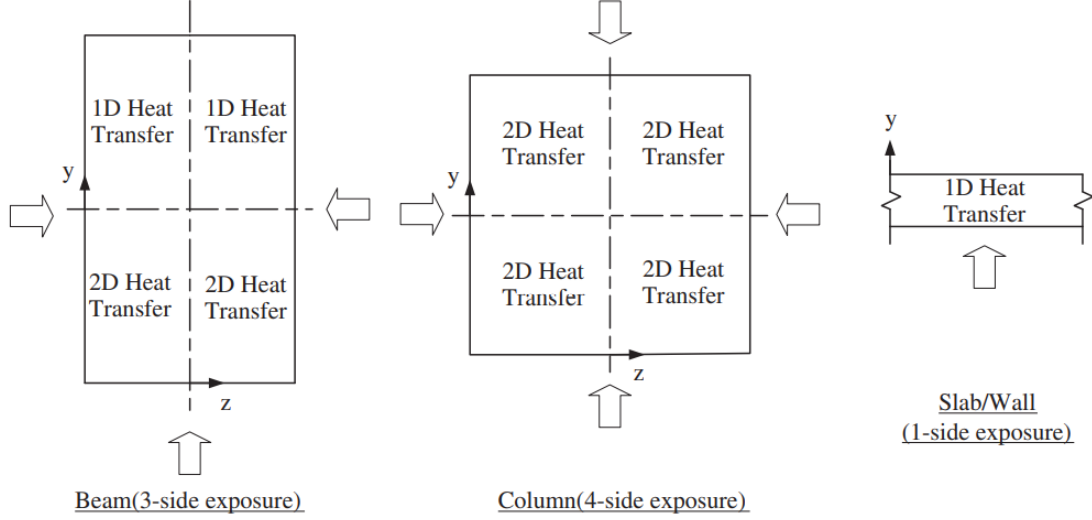 1D Heat
Transfer
1D Heat
Transfer
y
2D Heat
Transfer
2D Heat
Transfer
z
Beam(3-side exposure)
2D Heat
Transfer
2D Heat
Transfer
y
2D Heat
Transfer
2D Heat
Transfer
z
Column(4-side exposure)
y
1D Heat
Transfer
Slab/Wall
(1-side exposure)